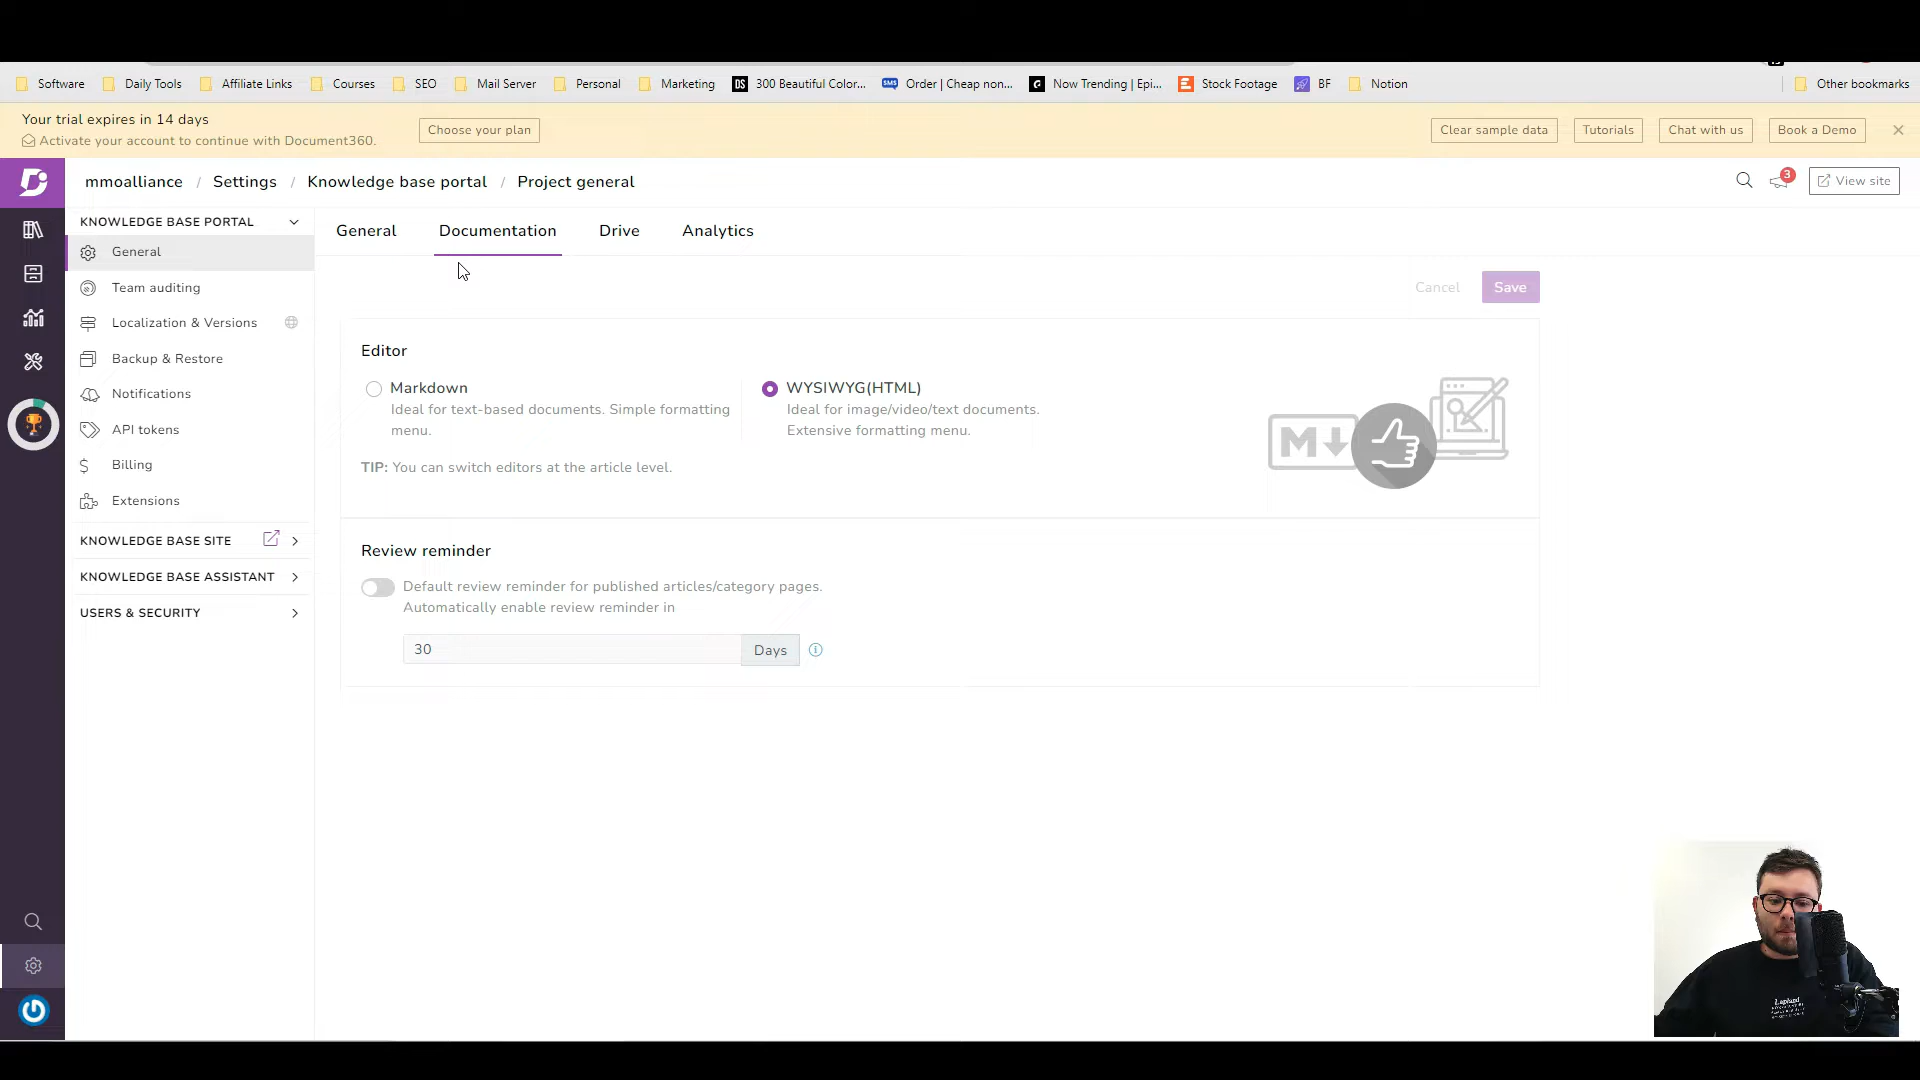 Software
Daily Tools
Affiliate Links
Courses
SEO
Mail Server
Personal
Marketing
DS
300 Beautiful Color...
SMS
Order | Cheap non...
Now Trending | Epi...
Stock Footage
BF
Notion
Other bookmarks
Your trial expires in 14 days
Activate your account to continue with Document360.
Choose your plan
Clear sample data
Tutorials
Chat with us
Book a Demo
mmoalliance / Settings / Knowledge base portal / Project general
3
View site
KNOWLEDGE BASE PORTAL
General
Team auditing
Localization & Versions
Backup & Restore
Notifications
API tokens
Billing
Extensions
KNOWLEDGE BASE SITE
KNOWLEDGE BASE ASSISTANT
USERS & SECURITY
General
Documentation
Drive
Analytics
Cancel
Save
Editor
Markdown
Ideal for text-based documents. Simple formatting
menu.
WYSIWYG(HTML)
Ideal for image/video/text documents.
Extensive formatting menu.
TIP: You can switch editors at the article level.
M
Review reminder
Default review reminder for published articles/category pages.
Automatically enable review reminder in
30
Days
Lapland